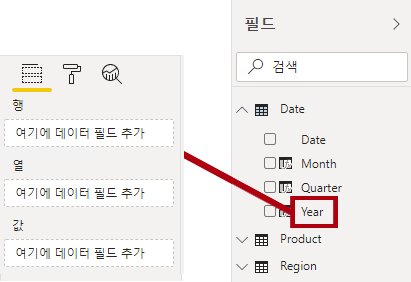 행
여기에 데이터 필드 추가
열
여기에 데이터 필드 추가
값
여기에 데이터 필드 추가
필드
검색
Date
Date
Month
Quarter
Year
Product
Region